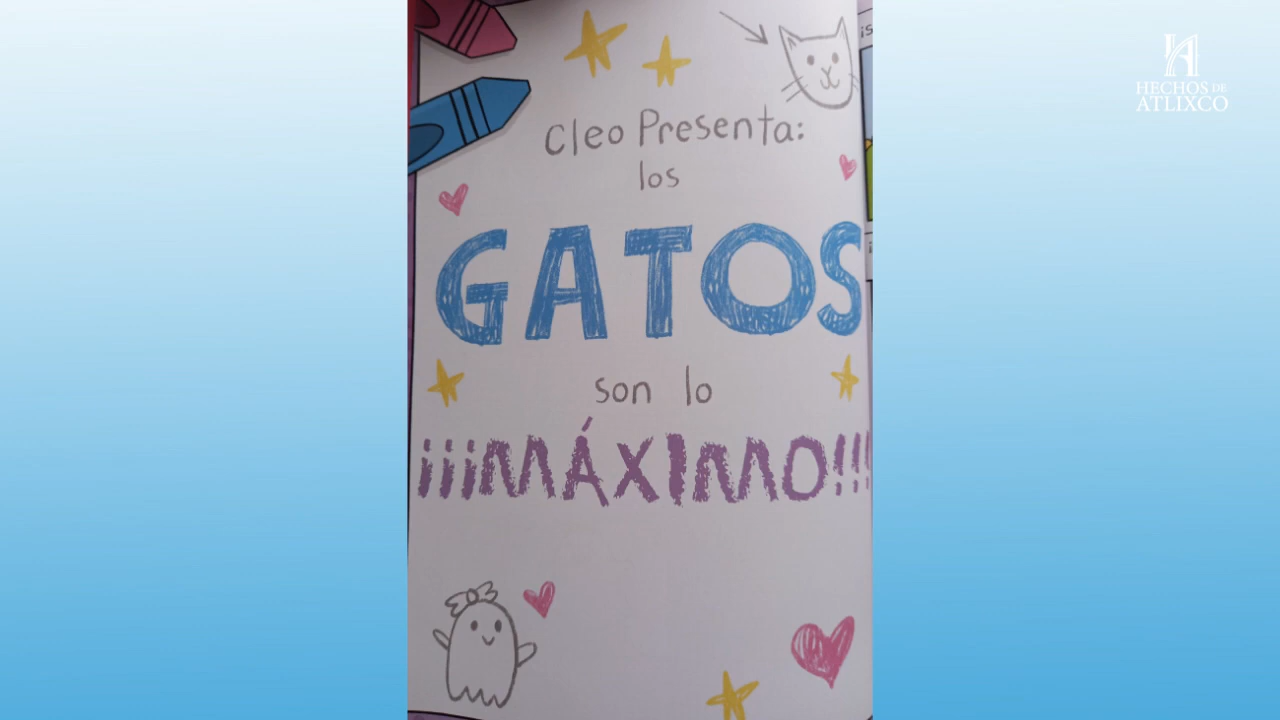 Cleo Presenta:
los
GATOS
son lo
¡¡¡MÁXIMO!!!
HECHOS DE
ATLIXCO